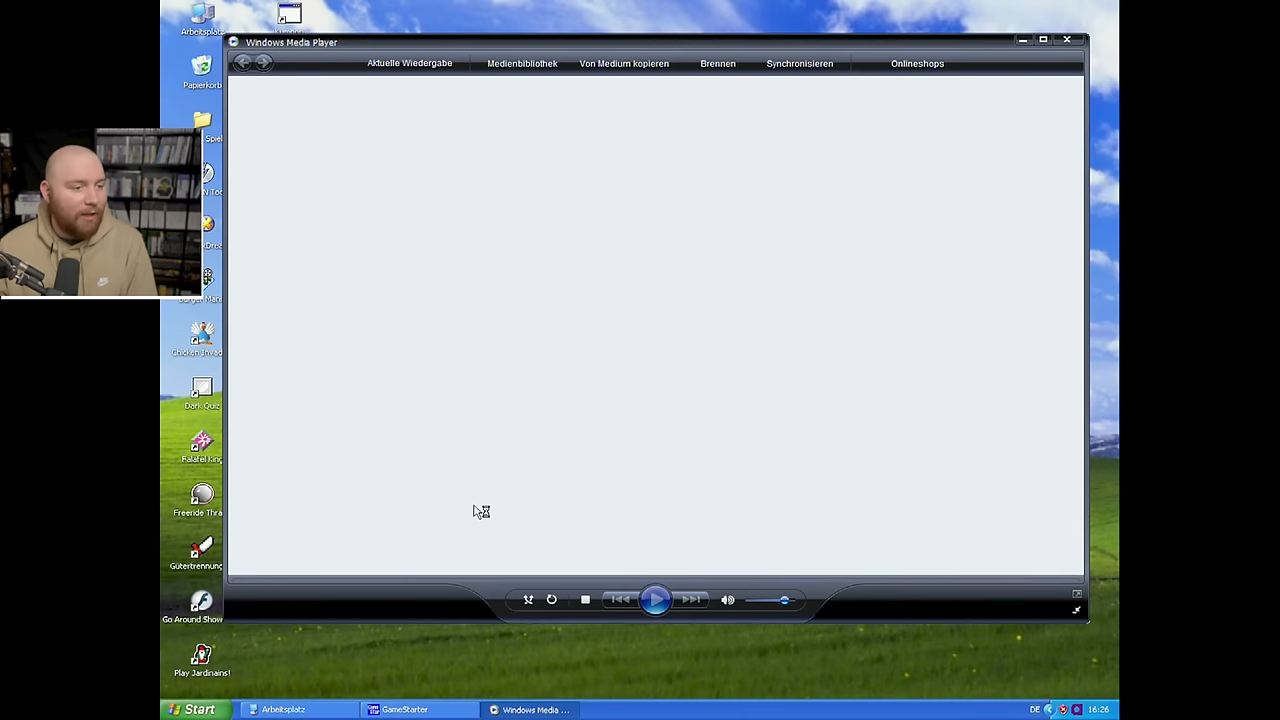 Arbeitsplatz
Windows Media Player
Aktuelle Wiedergabe
Medienbibliothek
Von Medium kopieren
Brennen
Synchronisieren
Onlineshops
Papierkorb
Spiel
Chicken Invad
Dark Quiz
Falafel King
Freeride Thra
Gütertrennung
Go Around Show
Play Jardinains!
Start
Arbeitsplatz
GameStarter
Windows Media ...
DE
16:26